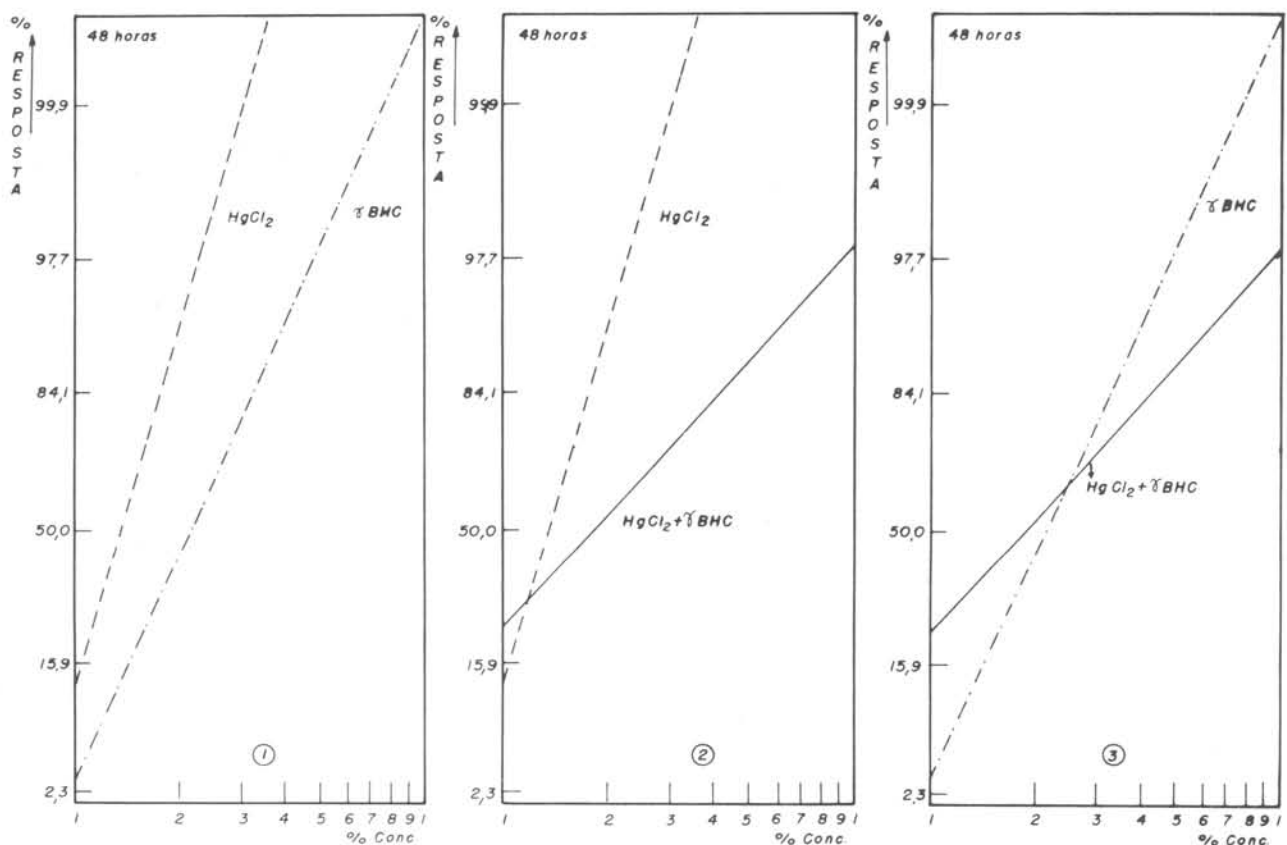 % RESPOSTA
48 horas
99,9
97,7
84,1
50,0
15,9
2,3
HgCl2
γ BHC
1
1 2 3 4 5 6 7 8 9 1
% Conc.
% RESPOSTA
48 horas
99,9
97,7
84,1
50,0
15,9
2,3
HgCl2
HgCl2+γBHC
2
1 2 3 4 5 6 7 8 9 1
% Conc.
% RESPOSTA
48 horas
99,9
97,7
84,1
50,0
15,9
2,3
γ BHC
HgCl2+γBHC
3
1 2 3 4 5 6 7 8 9 1
% Conc.